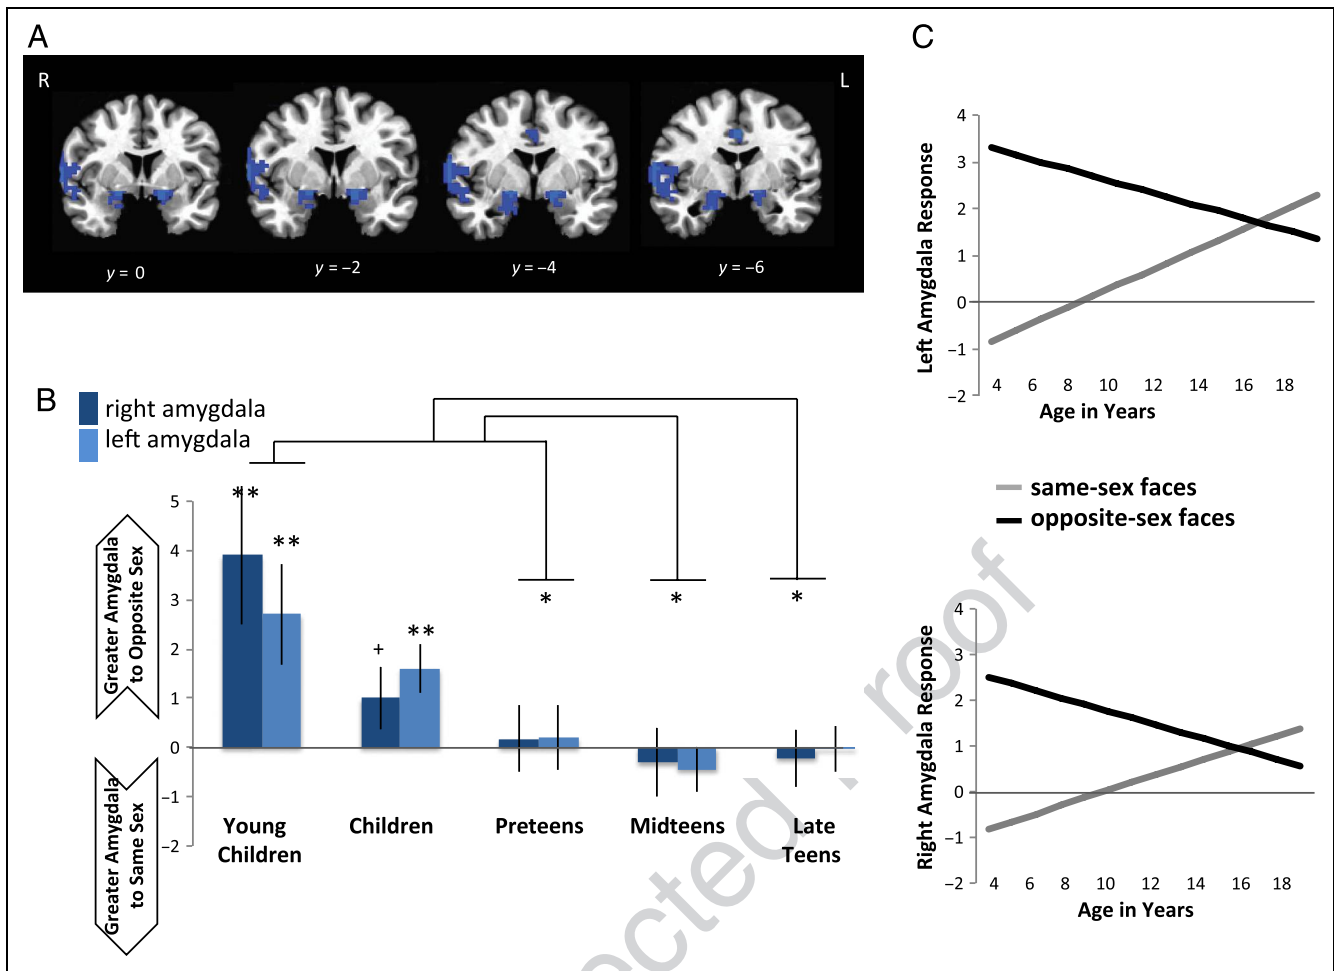 A
R
L
y = 0
y = –2
y = –4
y = –6
B
right amygdala
left amygdala
Greater Amygdala
to Opposite Sex
Greater Amygdala
to Same Sex
5
4
3
2
1
0
–1
–2
**
**
+
**
*
*
*
Young
Children
Children
Preteens
Midteens
Late
Teens
C
Left Amygdala Response
4
3
2
1
0
–1
–2
4 6 8 10 12 14 16 18
Age in Years
same-sex faces
opposite-sex faces
Right Amygdala Response
4
3
2
1
0
–1
–2
4 6 8 10 12 14 16 18
Age in Years